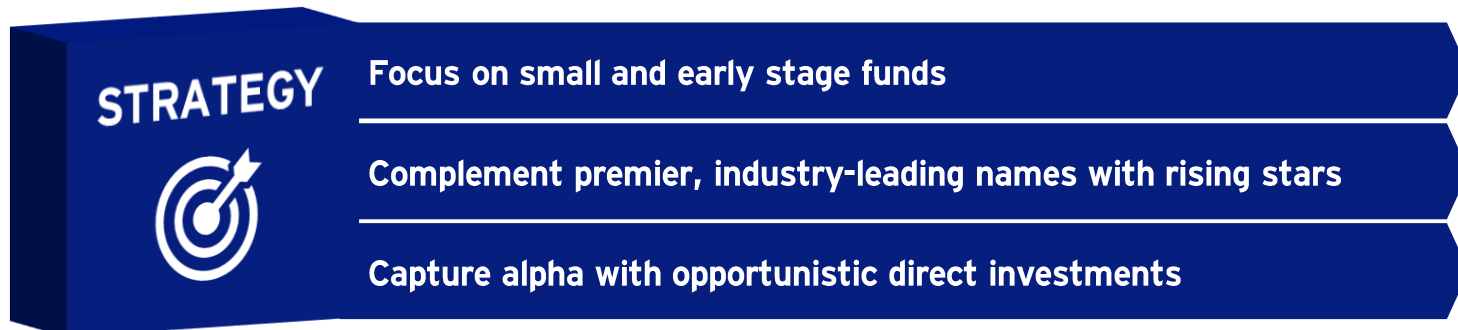 STRATEGY
Focus on small and early stage funds
Complement premier, industry-leading names with rising stars
Capture alpha with opportunistic direct investments